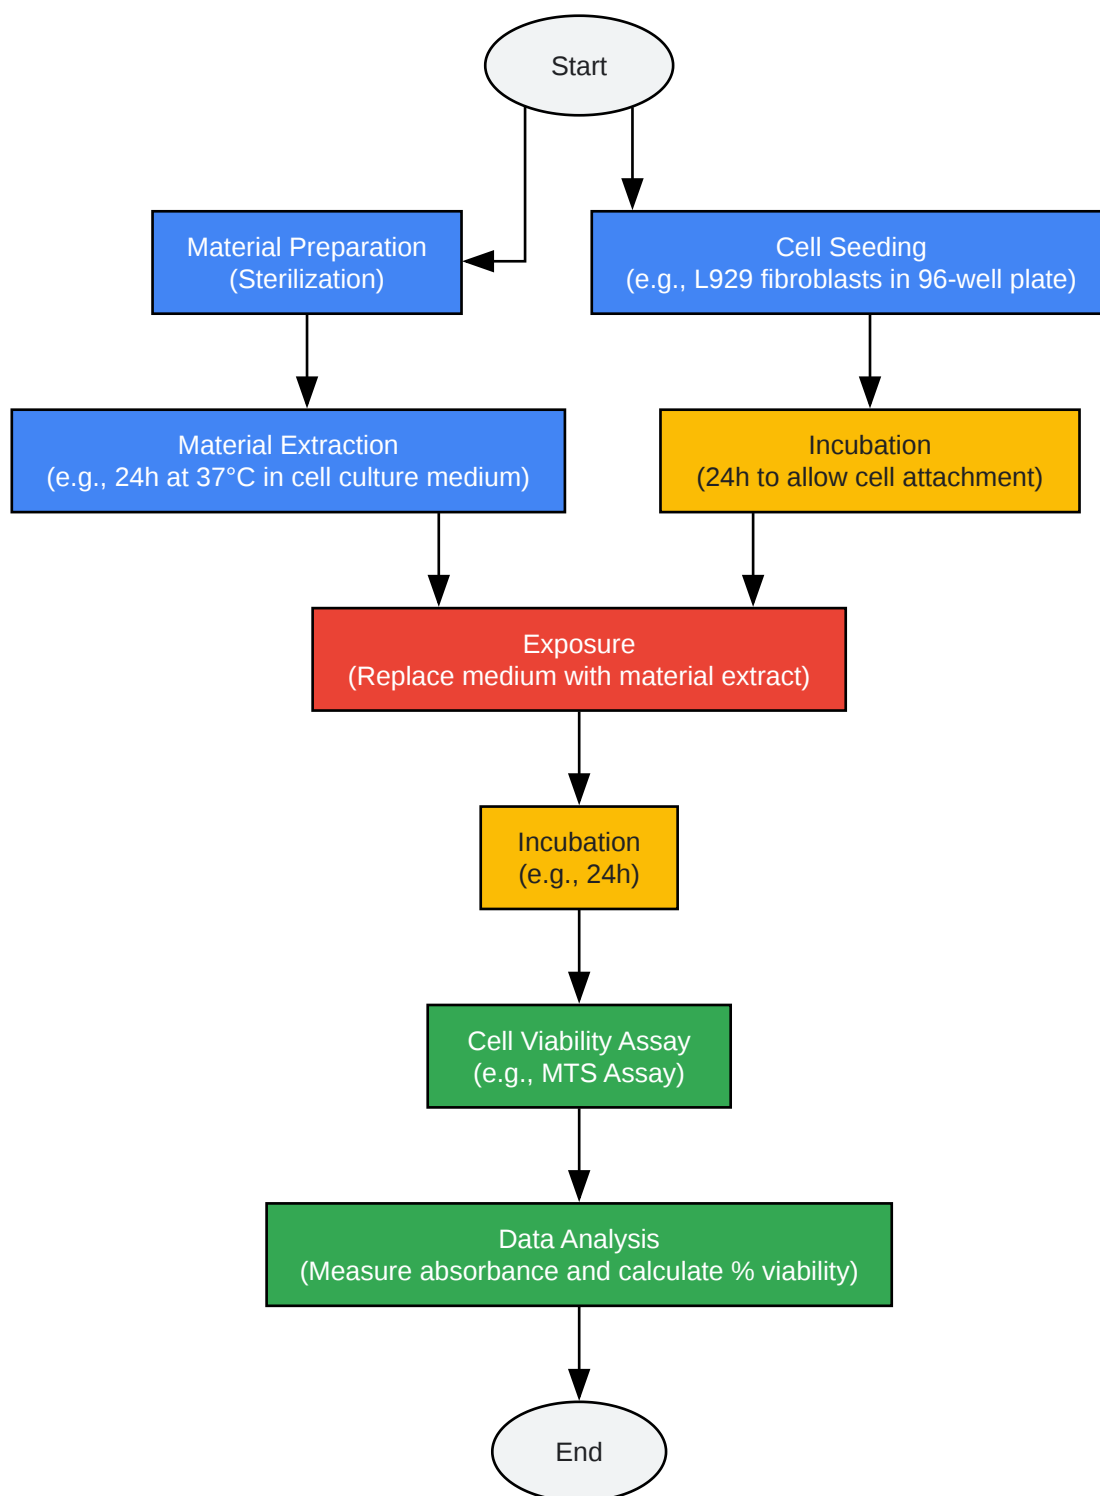 Start
Material Preparation
(Sterilization)
Cell Seeding
(e.g., L929 fibroblasts in 96-well plate)
Material Extraction
(e.g., 24h at 37°C in cell culture medium)
Incubation
(24h to allow cell attachment)
Exposure
(Replace medium with material extract)
Incubation
(e.g., 24h)
Cell Viability Assay
(e.g., MTS Assay)
Data Analysis
(Measure absorbance and calculate % viability)
End